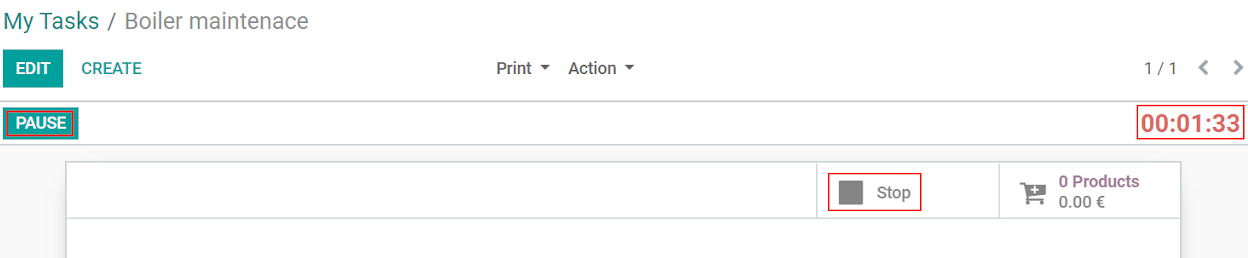 My Tasks / Boiler maintenace
EDIT CREATE Print Action 1 / 1
PAUSE 00:01:33
Stop 0 Products
0.00 €